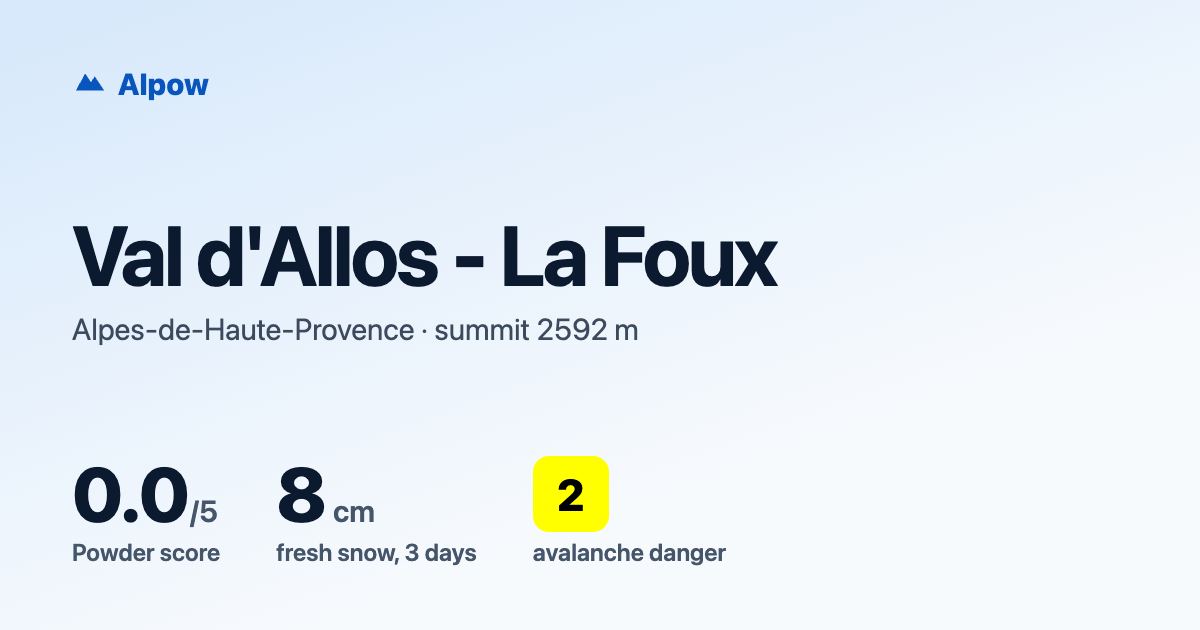 Alpow
Val d'Allos - La Foux
Alpes-de-Haute-Provence · summit 2592 m
0.0/5 8 cm 2
Powder score fresh snow, 3 days avalanche danger